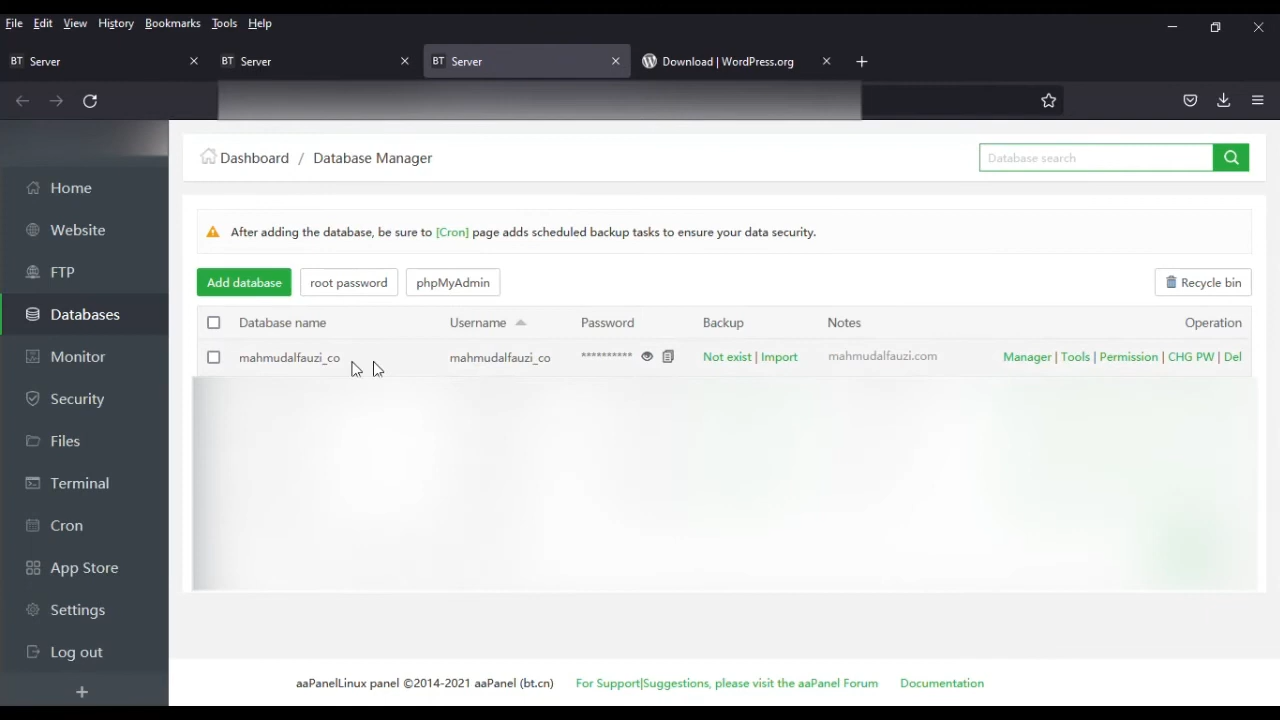 File Edit View History Bookmarks Tools Help
BT Server
BT Server
BT Server
Download | WordPress.org
Dashboard / Database Manager
Database search
Home
Website
FTP
Databases
Monitor
Security
Files
Terminal
Cron
App Store
Settings
Log out
After adding the database, be sure to [Cron] page adds scheduled backup tasks to ensure your data security.
Add database root password phpMyAdmin Recycle bin
Database name Username Password Backup Notes Operation
mahmudalfauzi_co mahmudalfauzi_co ********** Not exist | Import mahmudalfauzi.com Manager | Tools | Permission | CHG PW | Del
aaPanelLinux panel ©2014-2021 aaPanel (bt.cn) For Support|Suggestions, please visit the aaPanel Forum Documentation